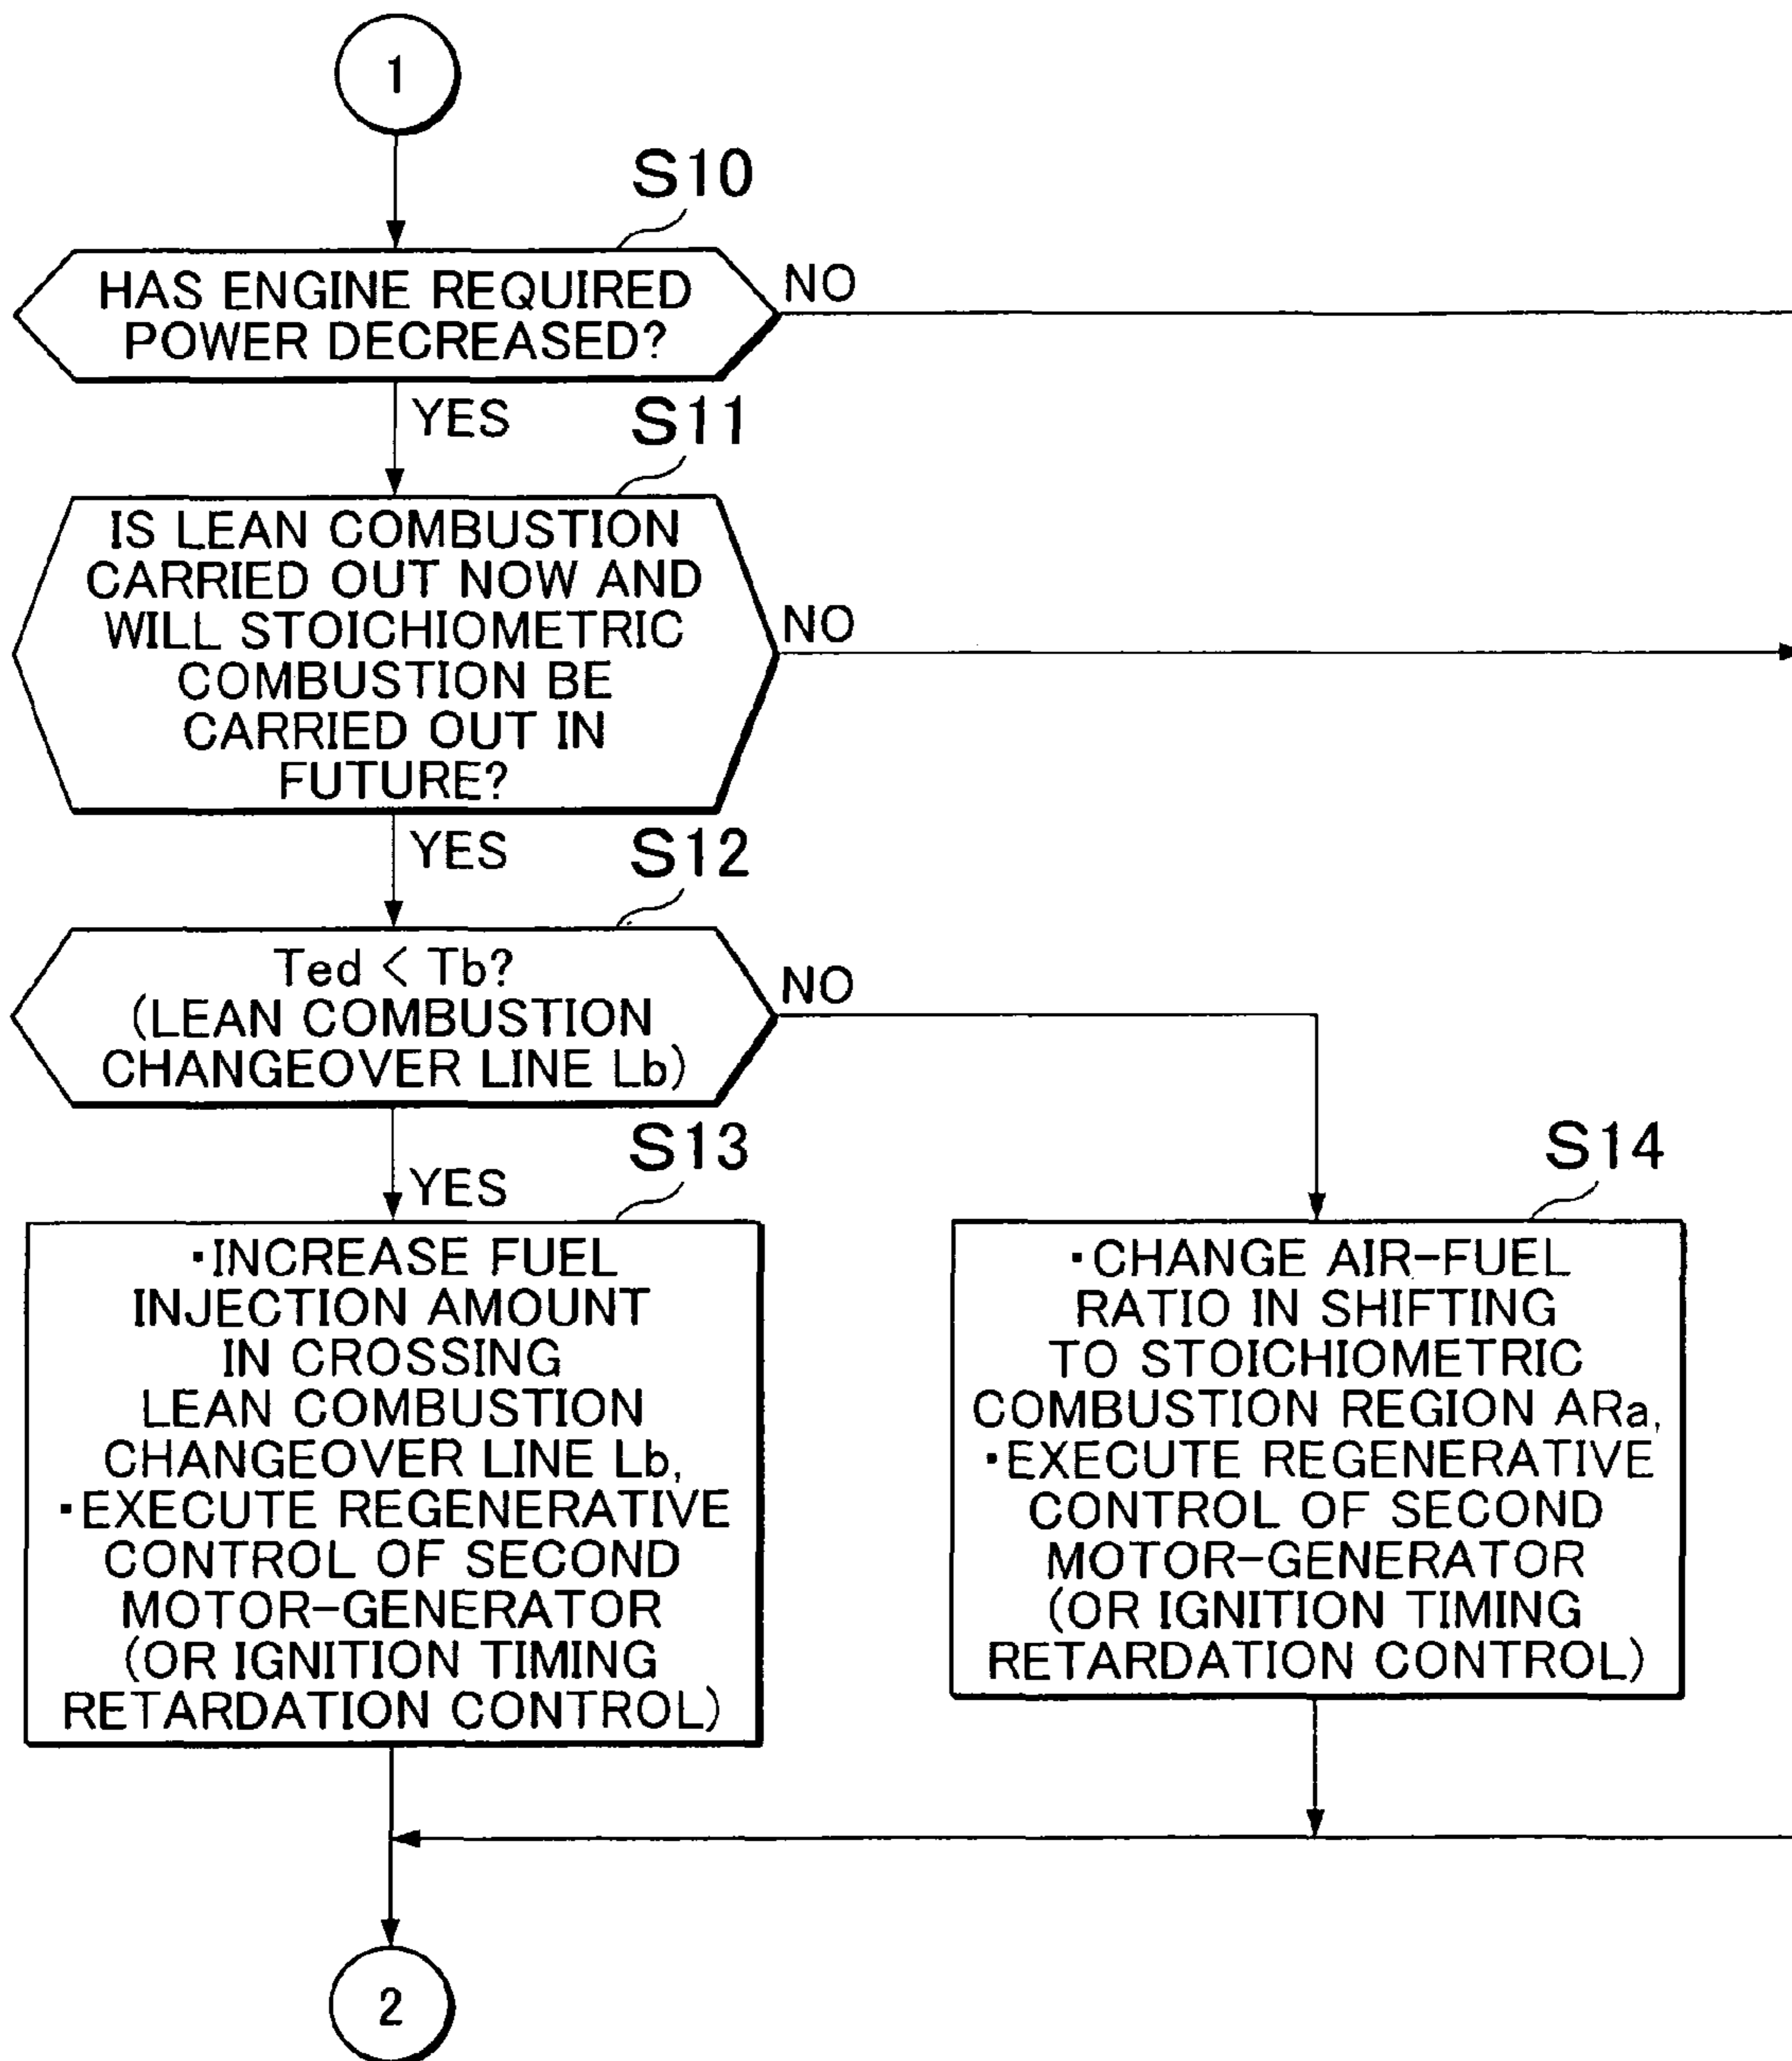 1
S10
HAS ENGINE REQUIRED
POWER DECREASED?
NO
YES
S11
IS LEAN COMBUSTION
CARRIED OUT NOW AND
WILL STOICHIOMETRIC
COMBUSTION BE
CARRIED OUT IN
FUTURE?
NO
YES
S12
Ted < Tb?
(LEAN COMBUSTION
CHANGEOVER LINE Lb)
NO
YES
S13
・INCREASE FUEL
INJECTION AMOUNT
IN CROSSING
LEAN COMBUSTION
CHANGEOVER LINE Lb,
・EXECUTE REGENERATIVE
CONTROL OF SECOND
MOTOR-GENERATOR
(OR IGNITION TIMING
RETARDATION CONTROL)
S14
・CHANGE AIR-FUEL
RATIO IN SHIFTING
TO STOICHIOMETRIC
COMBUSTION REGION ARa,
・EXECUTE REGENERATIVE
CONTROL OF SECOND
MOTOR-GENERATOR
(OR IGNITION TIMING
RETARDATION CONTROL)
2